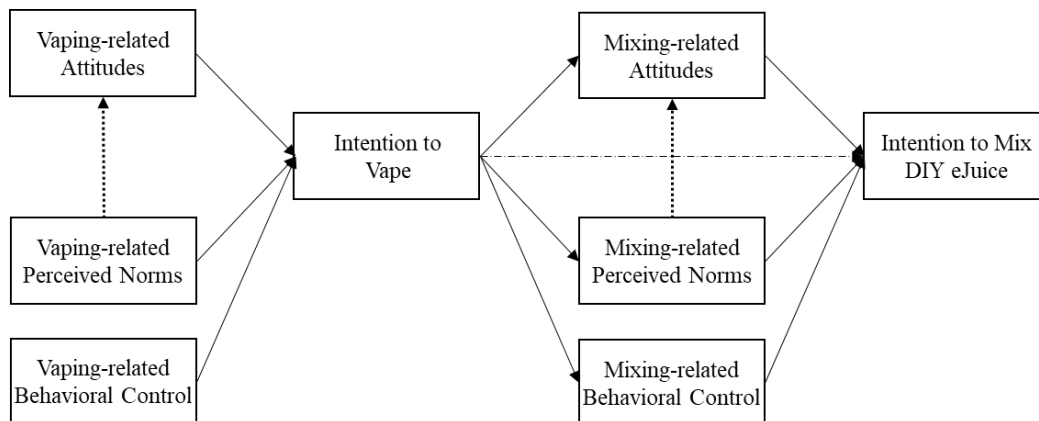 Vaping-related
Attitudes
Mixing-related
Attitudes
Intention to
Vape
Intention to Mix
DIY eJuice
Vaping-related
Perceived Norms
Mixing-related
Perceived Norms
Vaping-related
Behavioral Control
Mixing-related
Behavioral Control